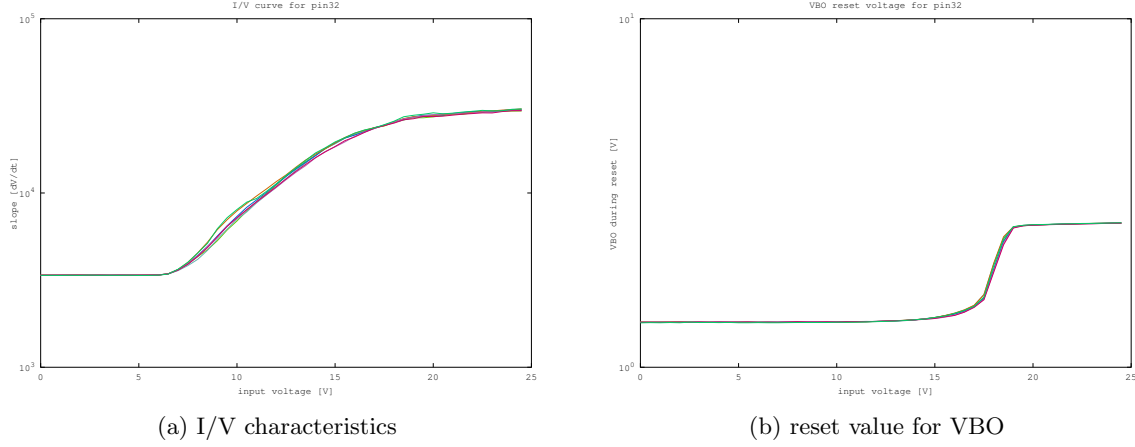 I/V curve for pin32
10^5
10^4
10^3
slope [dV/dt]
0 5 10 15 20 25
input voltage [V]
(a) I/V characteristics
VBO reset voltage for pin32
10^1
10^0
VBO during reset [V]
0 5 10 15 20 25
input voltage [V]
(b) reset value for VBO